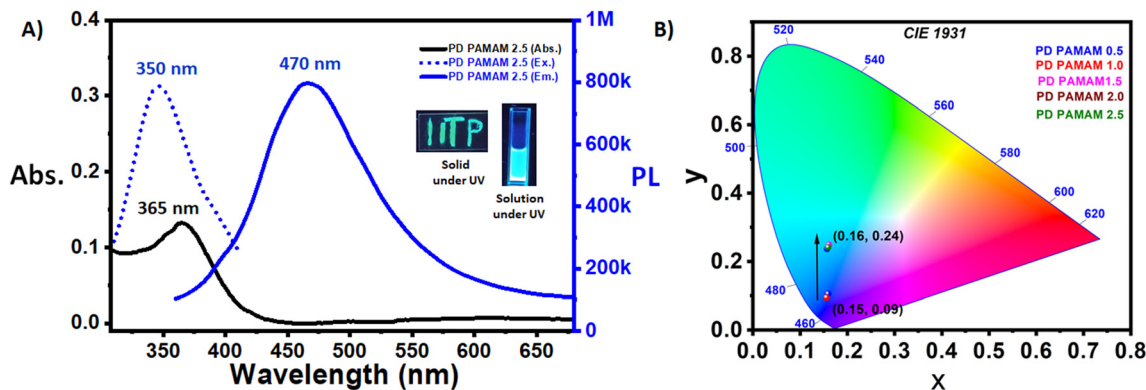 A)
0.4
0.3
0.2
0.1
0.0
Abs.
350 nm
470 nm
365 nm
PD PAMAM 2.5 (Abs.)
PD PAMAM 2.5 (Ex.)
PD PAMAM 2.5 (Em.)
IITP
Solid
under UV
Solution
under UV
1M
800k
600k
400k
200k
0
PL
350 400 450 500 550 600 650
Wavelength (nm)
B)
CIE 1931
PD PAMAM 0.5
PD PAMAM 1.0
PD PAMAM1.5
PD PAMAM 2.0
PD PAMAM 2.5
0.8
0.6
0.4
0.2
0.0
y
520
540
560
500
580
600
620
480
460
(0.16, 0.24)
(0.15, 0.09)
0.0 0.1 0.2 0.3 0.4 0.5 0.6 0.7 0.8
X